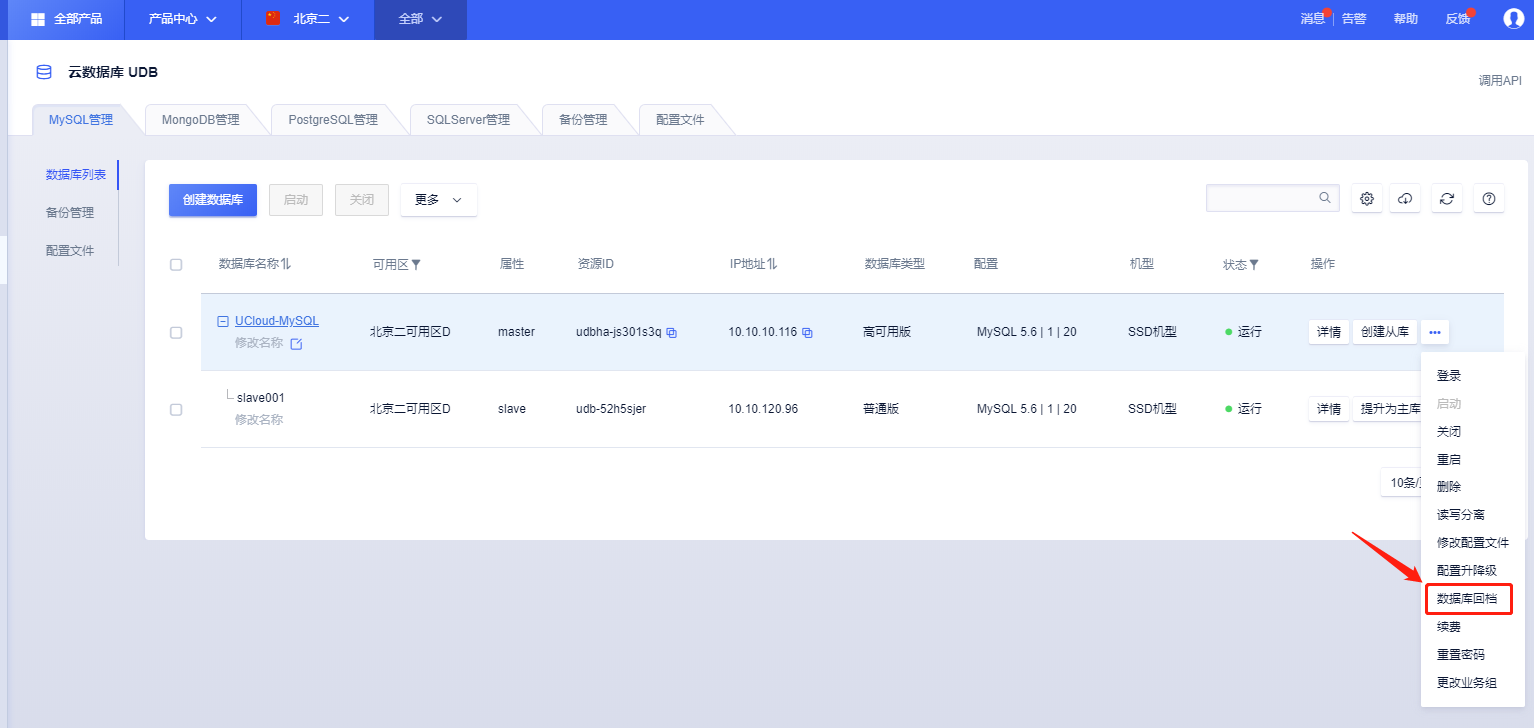 全部产品 产品中心 北京二 全部 消息 告警 帮助 反馈
云数据库 UDB
调用API
MySQL管理 MongoDB管理 PostgreSQL管理 SQLServer管理 备份管理 配置文件
数据库列表
备份管理
配置文件
创建数据库 启动 关闭 更多
数据库名称 可用区 属性 资源ID IP地址 数据库类型 配置 机型 状态 操作
UCloud-MySQL 北京二可用区D master udbha-js301s3q 10.10.10.116 高可用版 MySQL 5.6 | 1 | 20 SSD机型 运行 详情 创建从库 •••
修改名称
slave001 北京二可用区D slave udb-52h5sjer 10.10.120.96 普通版 MySQL 5.6 | 1 | 20 SSD机型 运行 详情 提升为主库
修改名称
10条/
登录
启动
关闭
重启
删除
读写分离
修改配置文件
配置升降级
数据库回档
续费
重置密码
更改业务组